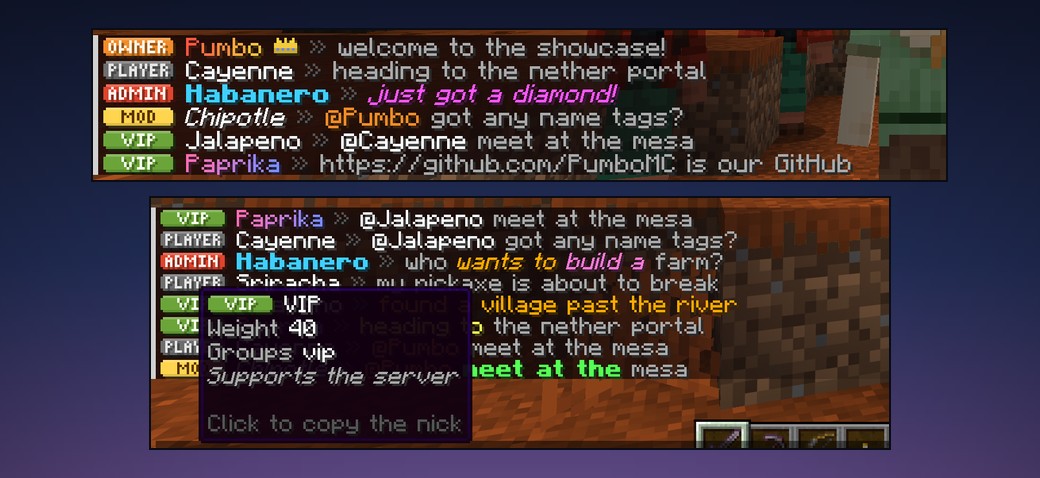 OWNER Pumbo » welcome to the showcase!
PLAYER Cayenne » heading to the nether portal
ADMIN Habanero » just got a diamond!
MOD Chipotle » @Pumbo got any name tags?
VIP Jalapeno » @Cayenne meet at the mesa
VIP Paprika » https://github.com/PumboMC is our GitHub
VIP Paprika » @Jalapeno meet at the mesa
PLAYER Cayenne » @Jalapeno got any name tags?
ADMIN Habanero » who wants to build a farm?
PLAYER Sriracha » my pickaxe is about to break
found a village past the river
heading to the nether portal
@Pumbo meet at the mesa
meet at the mesa
VIP VIP
Weight 40
Groups vip
Supports the server
Click to copy the nick